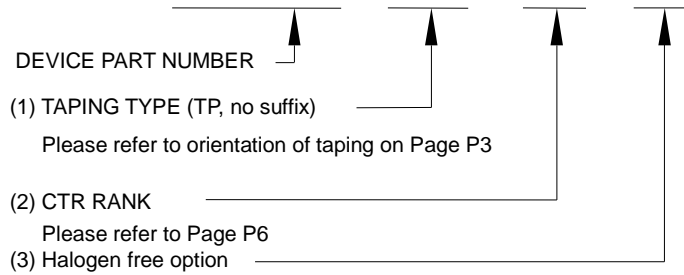 DEVICE PART NUMBER
(1) TAPING TYPE (TP, no suffix)
Please refer to orientation of taping on Page P3
(2) CTR RANK
Please refer to Page P6
(3) Halogen free option